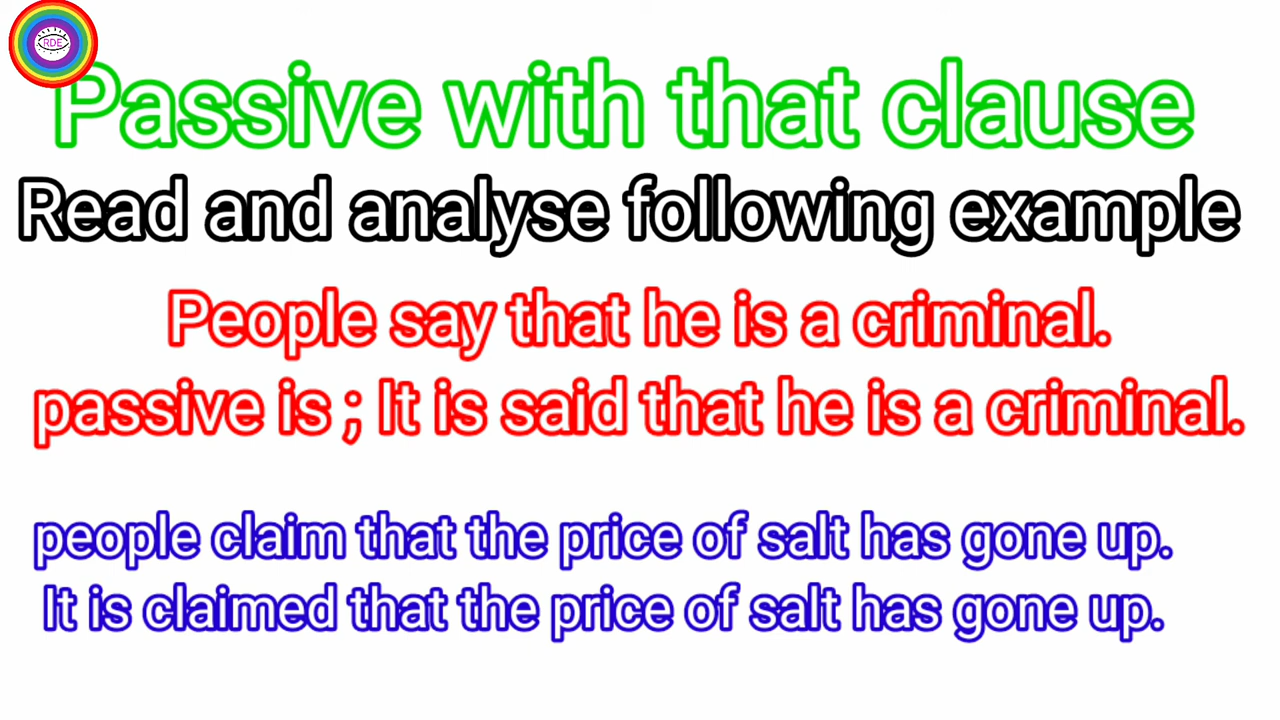 RDE
Passive with that clause
Read and analyse following example
People say that he is a criminal.
passive is ; It is said that he is a criminal.
people claim that the price of salt has gone up.
It is claimed that the price of salt has gone up.